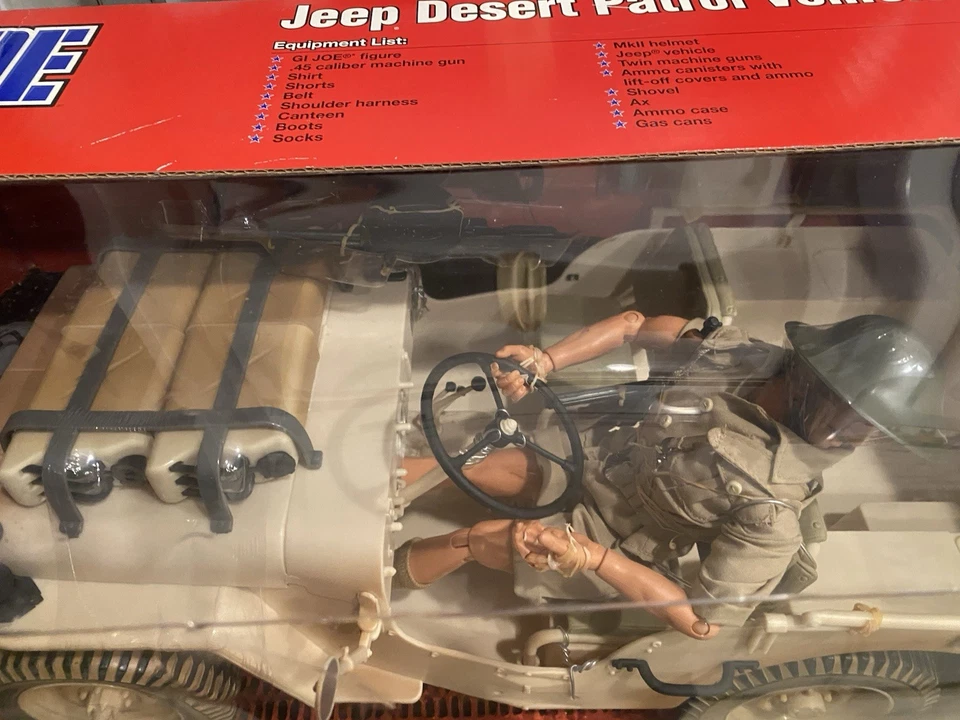 Jeep Desert Patrol Vehicle
OE
Equipment List:
GI JOE® figure
.45 caliber machine gun
Shirt
Shorts
Belt
Shoulder harness
Canteen
Boots
Socks
MkII helmet
Jeep® vehicle
Twin machine guns
Ammo canisters with
lift-off covers and ammo
Shovel
Ax
Ammo case
Gas cans